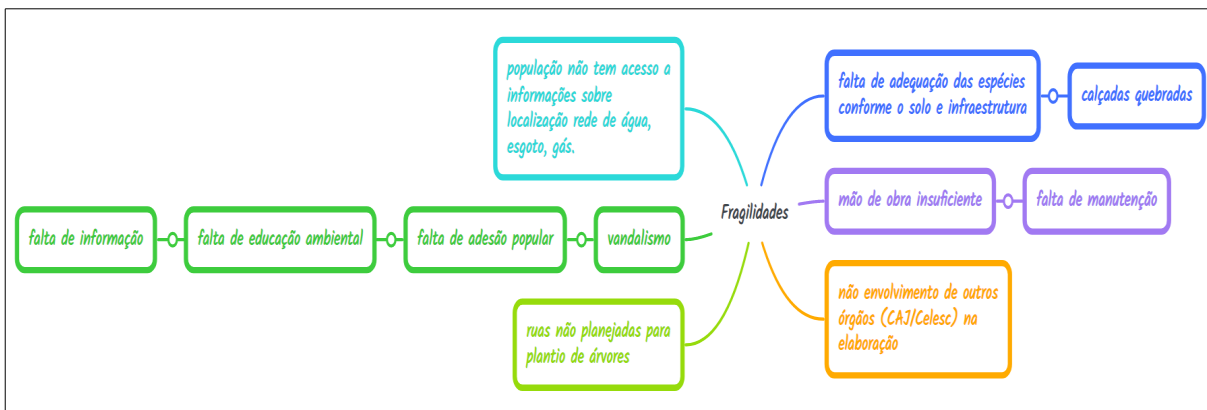 população não tem acesso a
informações sobre
localização rede de água,
esgoto, gás.
falta de adequação das espécies
conforme o solo e infraestrutura
calçadas quebradas
Fragilidades
mão de obra insuficiente
falta de manutenção
falta de informação
falta de educação ambiental
falta de adesão popular
vandalismo
não envolvimento de outros
órgãos (CAJ/Celesc) na
elaboração
ruas não planejadas para
plantio de árvores